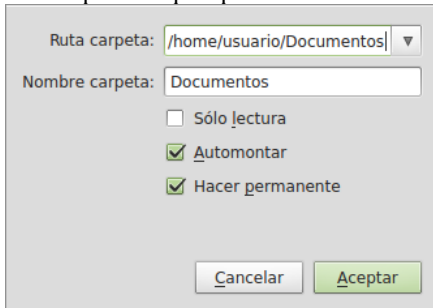 Ruta carpeta: /home/usuario/Documentos
Nombre carpeta: Documentos
Sólo lectura
Automontar
Hacer permanente
Cancelar Aceptar